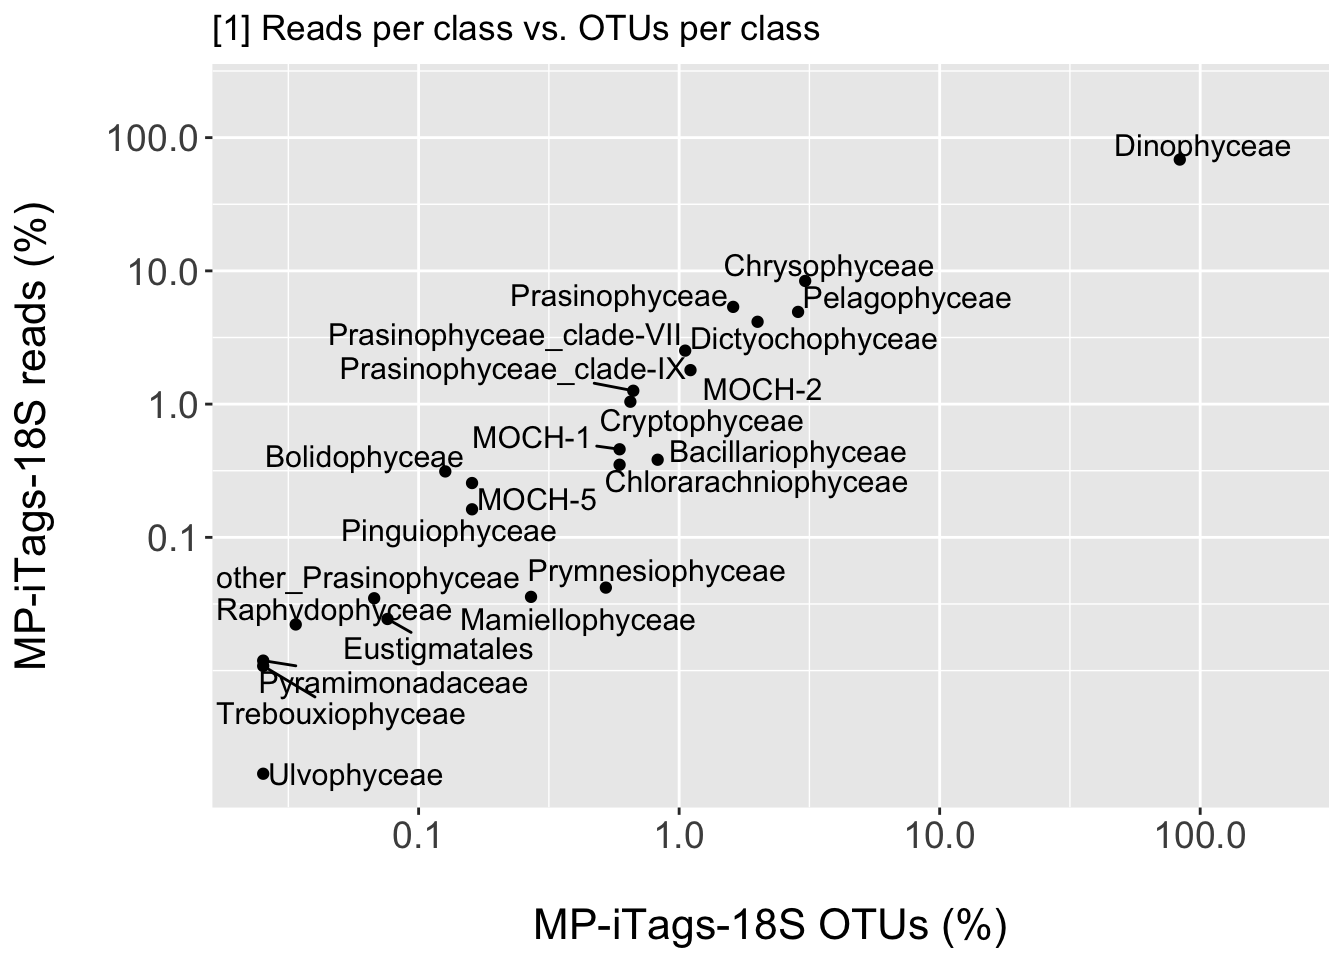 [1] Reads per class vs. OTUs per class
MP-iTags-18S reads (%)
100.0
10.0
1.0
0.1
Dinophyceae
Chrysophyceae
Prasinophyceae
Pelagophyceae
Prasinophyceae_clade-VII
Dictyochophyceae
Prasinophyceae_clade-IX
MOCH-2
Cryptophyceae
MOCH-1
Bacillariophyceae
Bolidophyceae
Chlorarachniophyceae
MOCH-5
Pinguiophyceae
other_Prasinophyceae
Prymnesiophyceae
Raphydophyceae
Mamiellophyceae
Eustigmatales
Pyramimonadaceae
Trebouxiophyceae
Ulvophyceae
0.1
1.0
10.0
100.0
MP-iTags-18S OTUs (%)